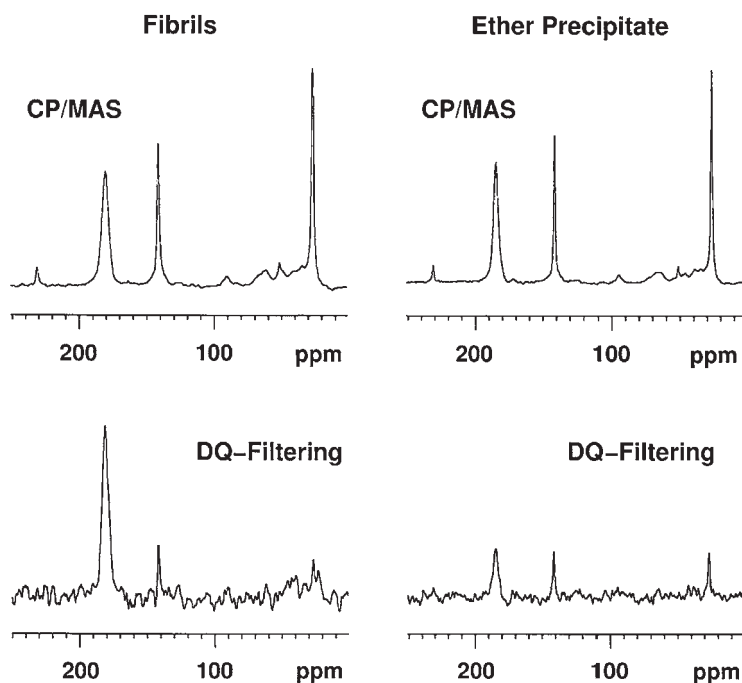 Fibrils
Ether Precipitate
CP/MAS
CP/MAS
200 100 ppm
200 100 ppm
DQ–Filtering
DQ–Filtering
200 100 ppm
200 100 ppm